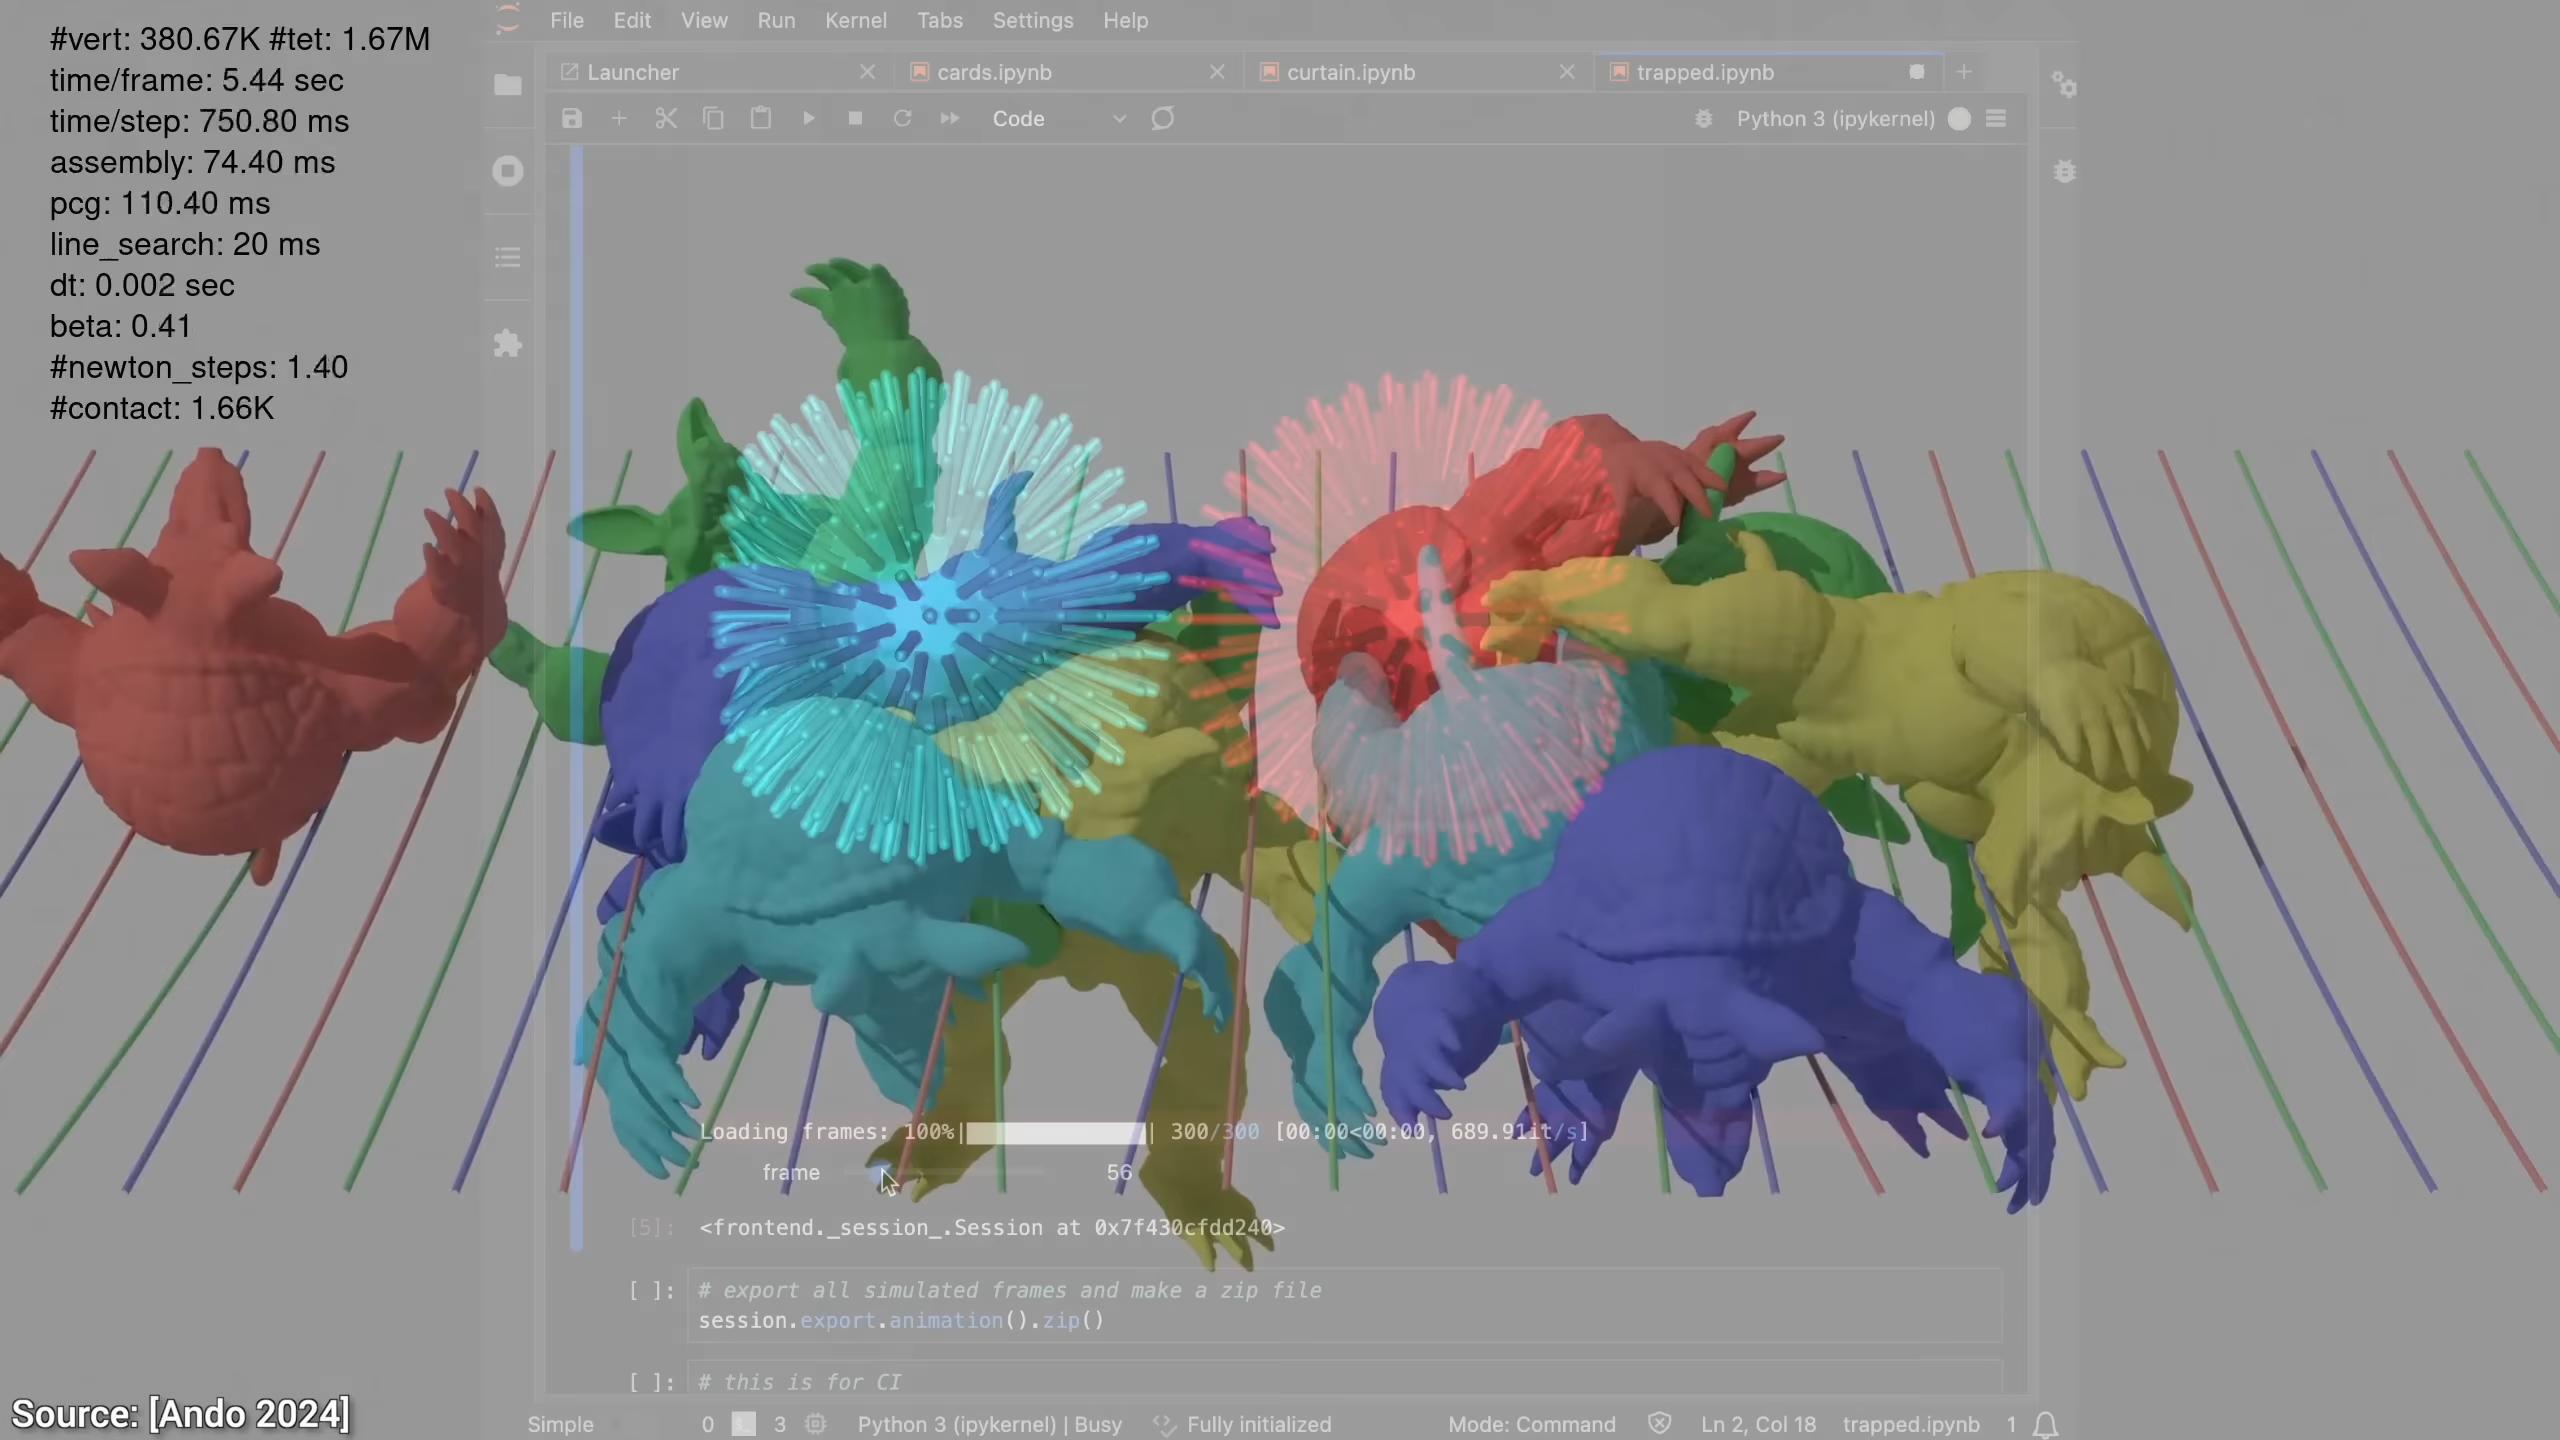 #vert: 380.67K #tet: 1.67M
time/frame: 5.44 sec
time/step: 750.80 ms
assembly: 74.40 ms
pcg: 110.40 ms
line_search: 20 ms
dt: 0.002 sec
beta: 0.41
#newton_steps: 1.40
#contact: 1.66K
File Edit View Run Kernel Tabs Settings Help
Launcher cards.ipynb curtain.ipynb trapped.ipynb
Code Python 3 (ipykernel)
Loading frames: 100%| | 300/300 [00:00<00:00, 689.91it/s]
frame 56
[5]: <frontend._session_.Session at 0x7f430cfdd240>
[ ]: # export all simulated frames and make a zip file
session.export.animation().zip()
[ ]: # this is for CI
Simple 0 3 Python 3 (ipykernel) | Busy Fully initialized Mode: Command Ln 2, Col 18 trapped.ipynb 1
Source: [Ando 2024]